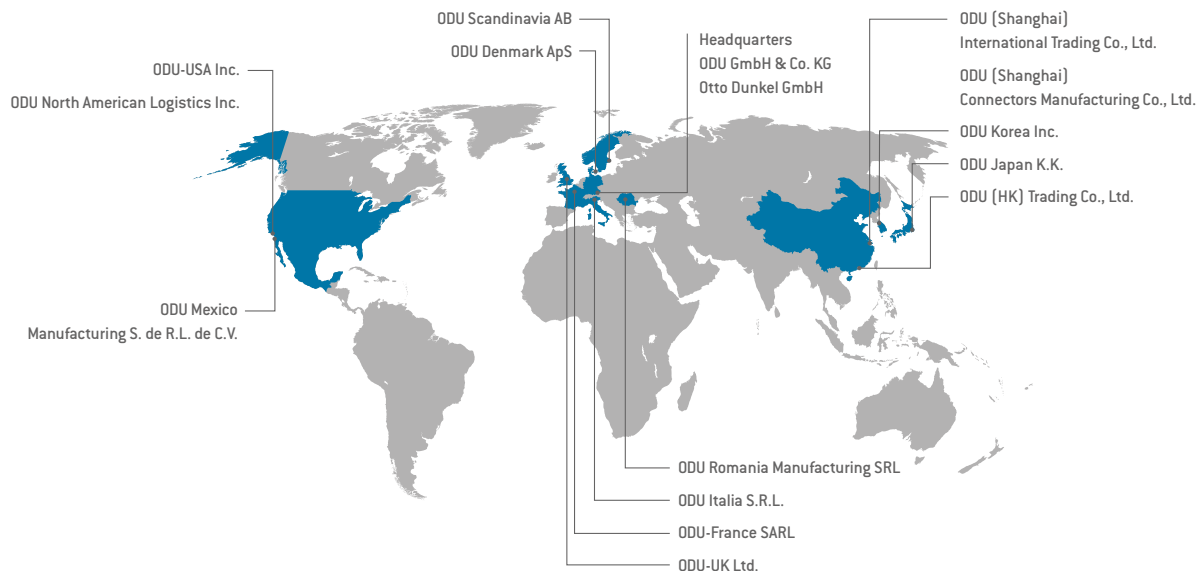 ODU Scandinavia AB
ODU Denmark ApS
Headquarters
ODU GmbH & Co. KG
Otto Dunkel GmbH
ODU (Shanghai)
International Trading Co., Ltd.
ODU (Shanghai)
Connectors Manufacturing Co., Ltd.
ODU Korea Inc.
ODU Japan K.K.
ODU (HK) Trading Co., Ltd.
ODU-USA Inc.
ODU North American Logistics Inc.
ODU Mexico
Manufacturing S. de R.L. de C.V.
ODU Romania Manufacturing SRL
ODU Italia S.R.L.
ODU-France SARL
ODU-UK Ltd.